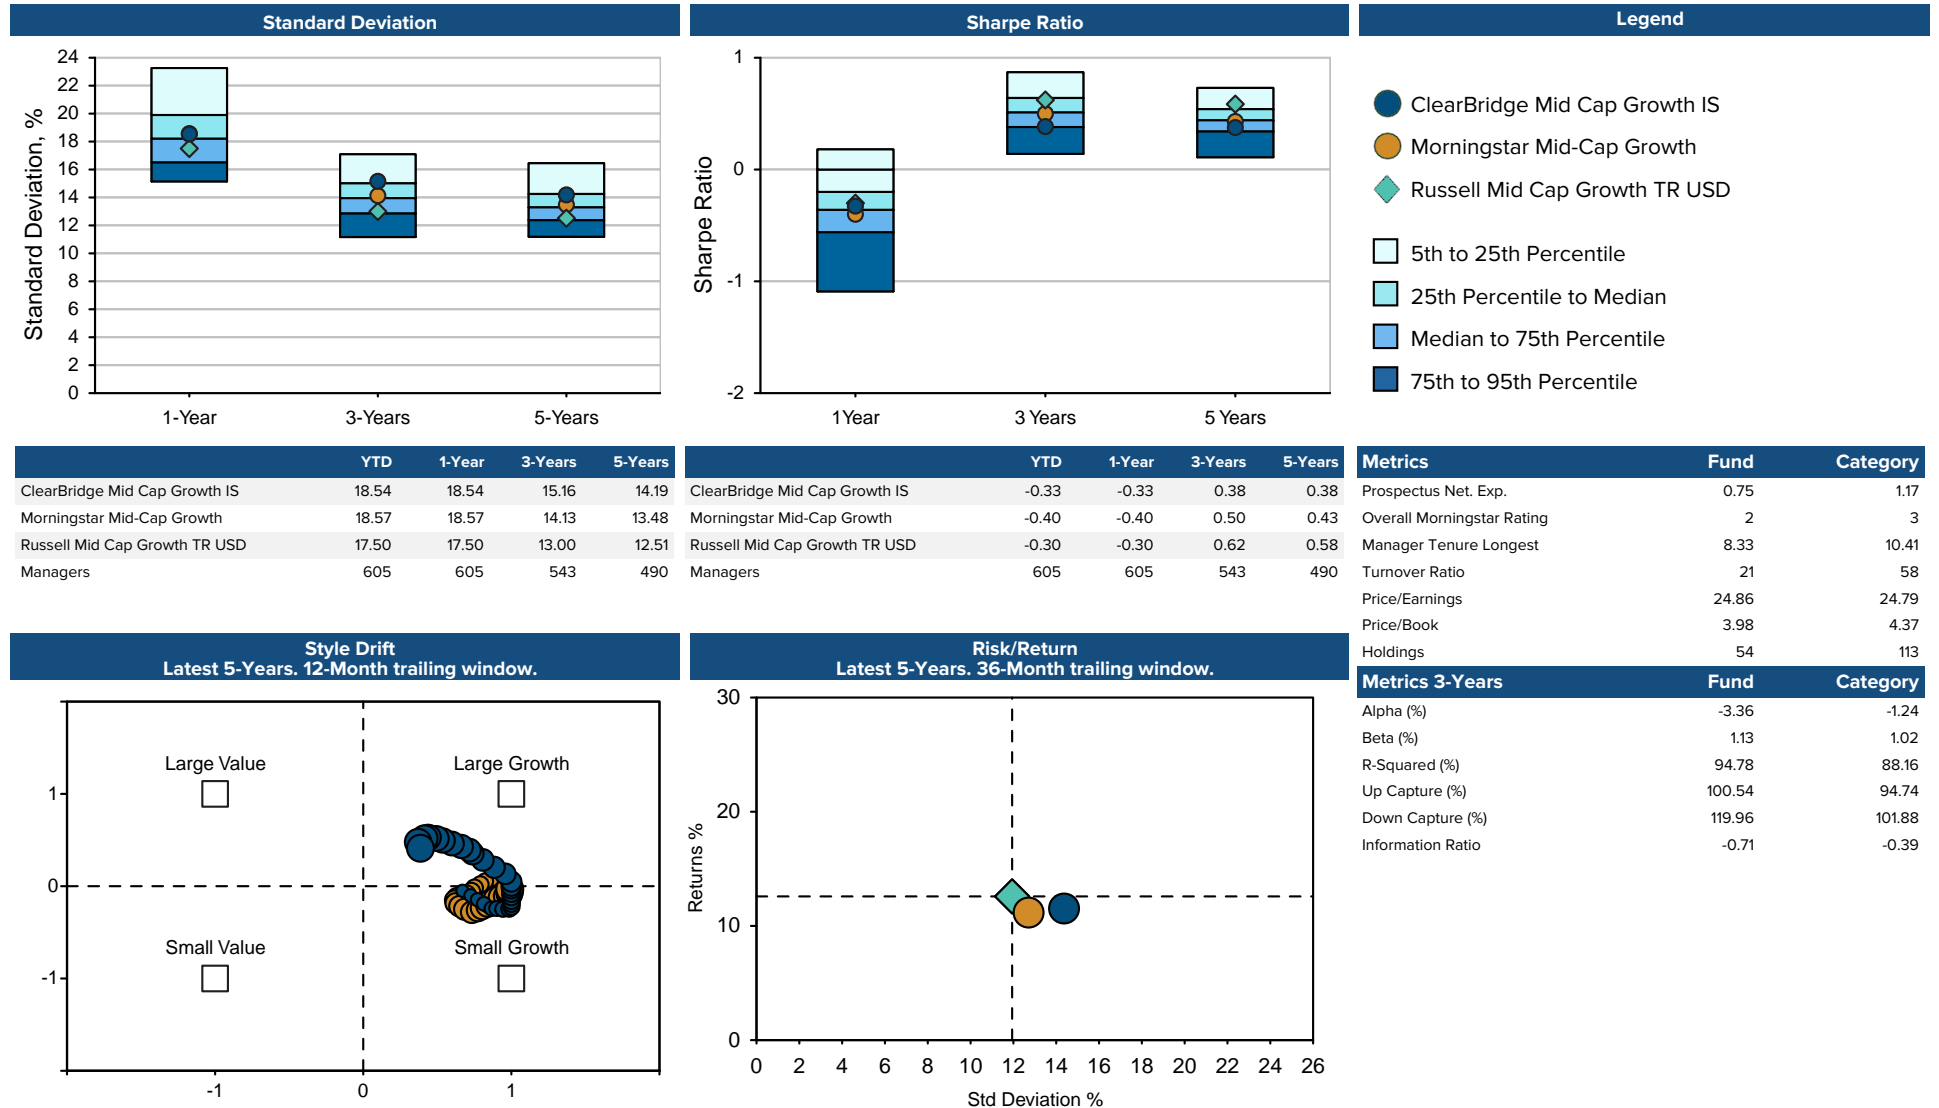 Standard Deviation
24
22
20
18
16
14
12
10
8
6
4
2
0
Standard Deviation, %
1-Year 3-Years 5-Years
Sharpe Ratio
1
0
-1
-2
Sharpe Ratio
1Year 3 Years 5 Years
Legend
ClearBridge Mid Cap Growth IS
Morningstar Mid-Cap Growth
Russell Mid Cap Growth TR USD
5th to 25th Percentile
25th Percentile to Median
Median to 75th Percentile
75th to 95th Percentile
YTD 1-Year 3-Years 5-Years
ClearBridge Mid Cap Growth IS 18.54 18.54 15.16 14.19
Morningstar Mid-Cap Growth 18.57 18.57 14.13 13.48
Russell Mid Cap Growth TR USD 17.50 17.50 13.00 12.51
Managers 605 605 543 490
YTD 1-Year 3-Years 5-Years
ClearBridge Mid Cap Growth IS -0.33 -0.33 0.38 0.38
Morningstar Mid-Cap Growth -0.40 -0.40 0.50 0.43
Russell Mid Cap Growth TR USD -0.30 -0.30 0.62 0.58
Managers 605 605 543 490
Metrics Fund Category
Prospectus Net. Exp. 0.75 1.17
Overall Morningstar Rating 2 3
Manager Tenure Longest 8.33 10.41
Turnover Ratio 21 58
Price/Earnings 24.86 24.79
Price/Book 3.98 4.37
Holdings 54 113
Metrics 3-Years Fund Category
Alpha (%) -3.36 -1.24
Beta (%) 1.13 1.02
R-Squared (%) 94.78 88.16
Up Capture (%) 100.54 94.74
Down Capture (%) 119.96 101.88
Information Ratio -0.71 -0.39
Style Drift
Latest 5-Years. 12-Month trailing window.
Large Value Large Growth
1
0
Small Value Small Growth
-1
-1 0 1
Risk/Return
Latest 5-Years. 36-Month trailing window.
30
20
10
0
Returns %
0 2 4 6 8 10 12 14 16 18 20 22 24 26
Std Deviation %